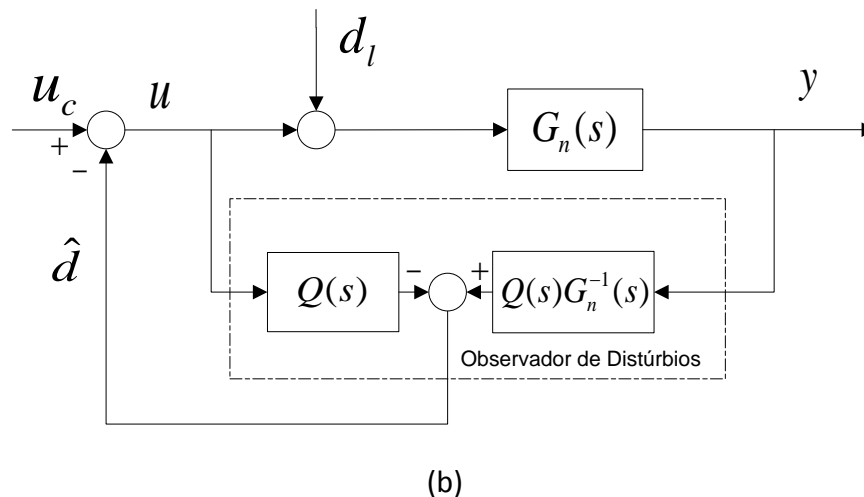 d_l
u_c
u
y
+
−
G_n(s)
d̂
Q(s)
−
+
Q(s)G_n^{-1}(s)
Observador de Distúrbios
(b)